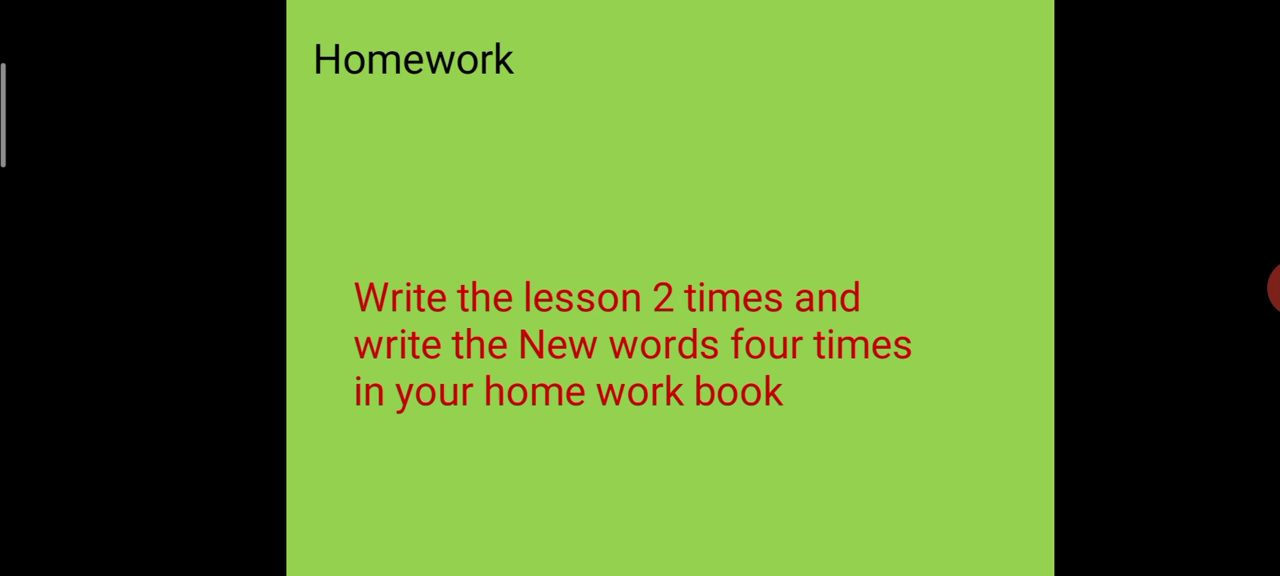 Homework
Write the lesson 2 times and
write the New words four times
in your home work book